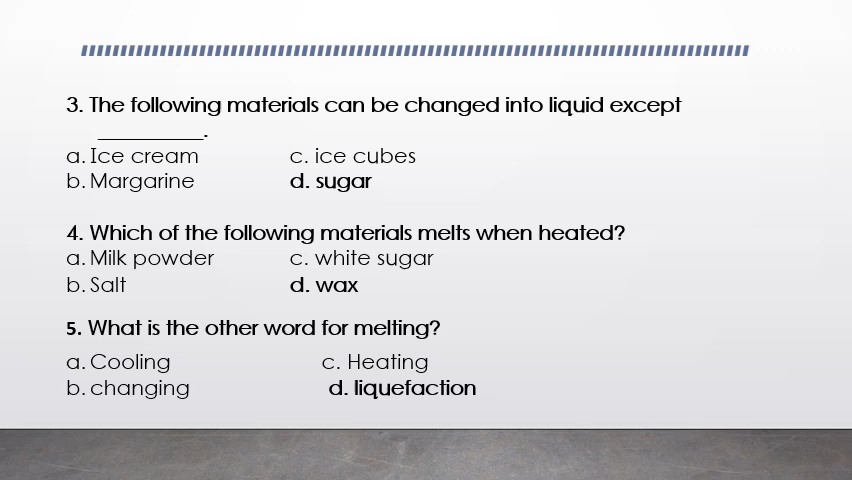 3. The following materials can be changed into liquid except
__________.
a. Ice cream c. ice cubes
b. Margarine d. sugar
4. Which of the following materials melts when heated?
a. Milk powder c. white sugar
b. Salt d. wax
5. What is the other word for melting?
a. Cooling c. Heating
b. changing d. liquefaction